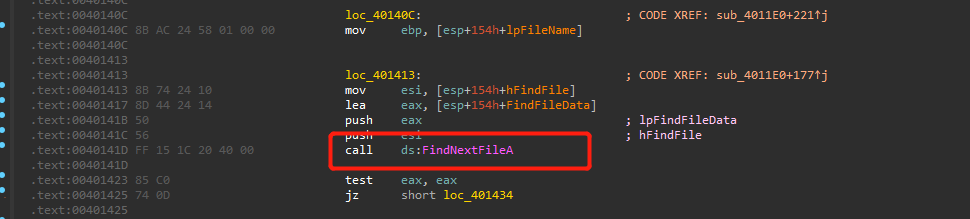 .text:0040140C loc_40140C: ; CODE XREF: sub_4011E0+221↑j
.text:0040140C 8B AC 24 58 01 00 00 mov ebp, [esp+154h+lpFileName]
.text:0040140C
.text:00401413
.text:00401413 loc_401413: ; CODE XREF: sub_4011E0+177↑j
.text:00401413 8B 74 24 10 mov esi, [esp+154h+hFindFile]
.text:00401417 8D 44 24 14 lea eax, [esp+154h+FindFileData]
.text:0040141B 50 push eax ; lpFindFileData
.text:0040141C 56 push esi ; hFindFile
.text:0040141D FF 15 1C 20 40 00 call ds:FindNextFileA
.text:0040141D
.text:00401423 85 C0 test eax, eax
.text:00401425 74 0D jz short loc_401434
.text:00401425